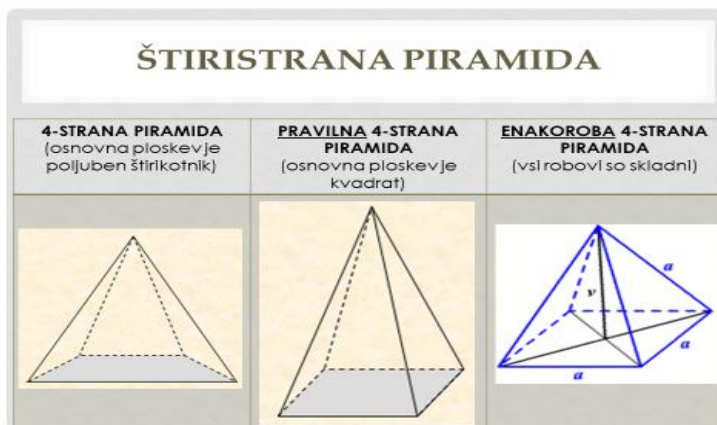 ŠTIRISTRANA PIRAMIDA
4-STRANA PIRAMIDA
(osnovna ploskev je
poljuben štirikotnik)
PRAVILNA 4-STRANA
PIRAMIDA
(osnovna ploskev je
kvadrat)
ENAKOROBA 4-STRANA
PIRAMIDA
(vsi robovi so skladni)
a
v
a
a